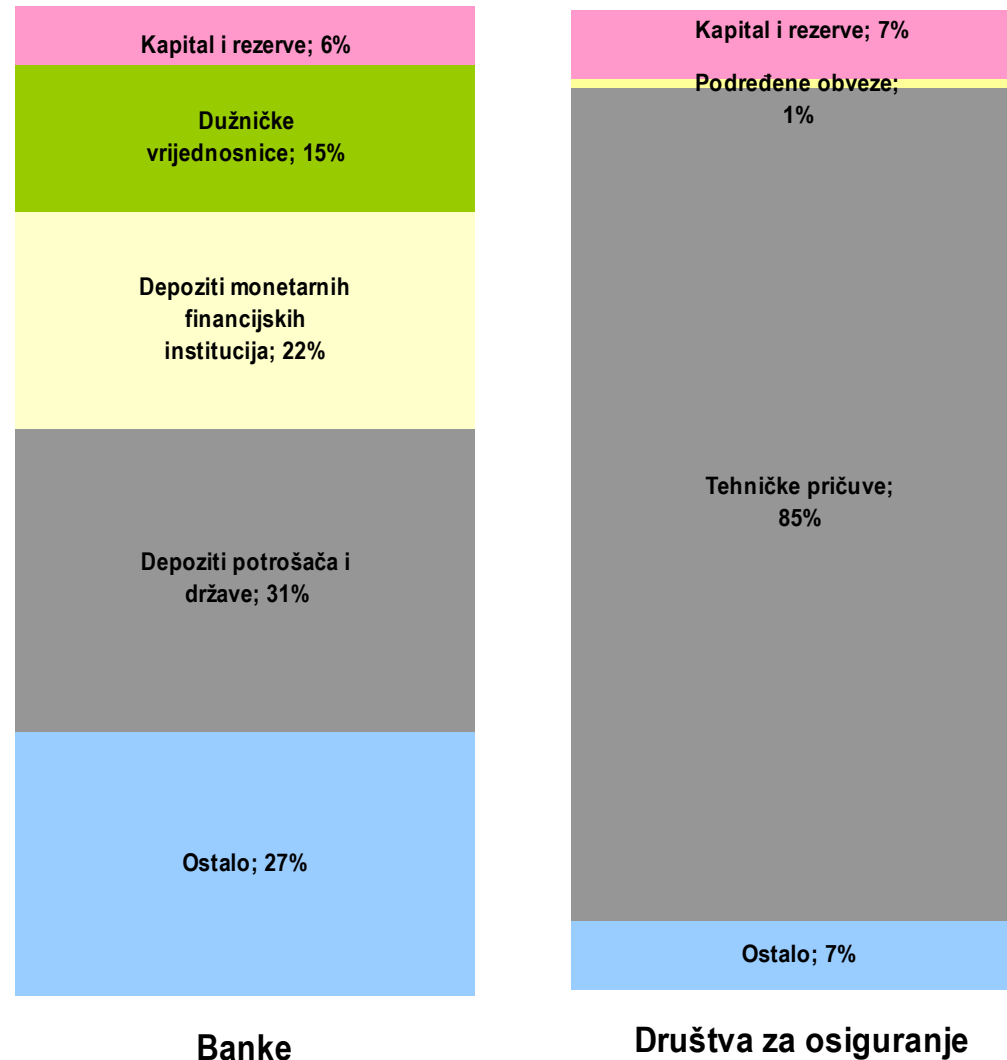 Kapital i rezerve; 6%
Dužničke
vrijednosnice; 15%
Depoziti monetarnih
financijskih
institucija; 22%
Depoziti potrošača i
države; 31%
Ostalo; 27%
Banke
Kapital i rezerve; 7%
Podređene obveze;
1%
Tehničke pričuve;
85%
Ostalo; 7%
Društva za osiguranje